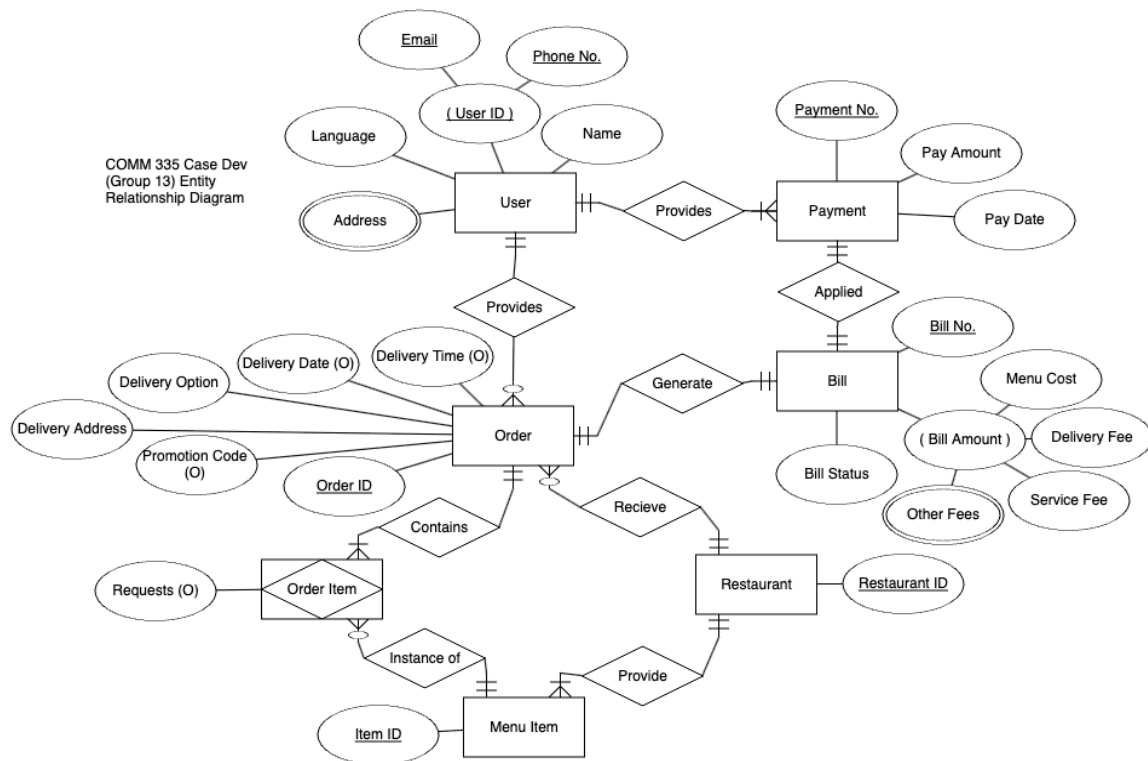 Email
Phone No.
( User ID )
Payment No.
Language
Name
Pay Amount
COMM 335 Case Dev
(Group 13) Entity
Relationship Diagram
User
Provides
Payment
Address
Pay Date
Applied
Provides
Bill No.
Delivery Time (O)
Delivery Date (O)
Menu Cost
Delivery Option
Generate
Bill
Delivery Address
Order
( Bill Amount )
Delivery Fee
Promotion Code
(O)
Bill Status
Order ID
Service Fee
Other Fees
Recieve
Contains
Requests (O)
Order Item
Restaurant
Restaurant ID
Instance of
Provide
Item ID
Menu Item